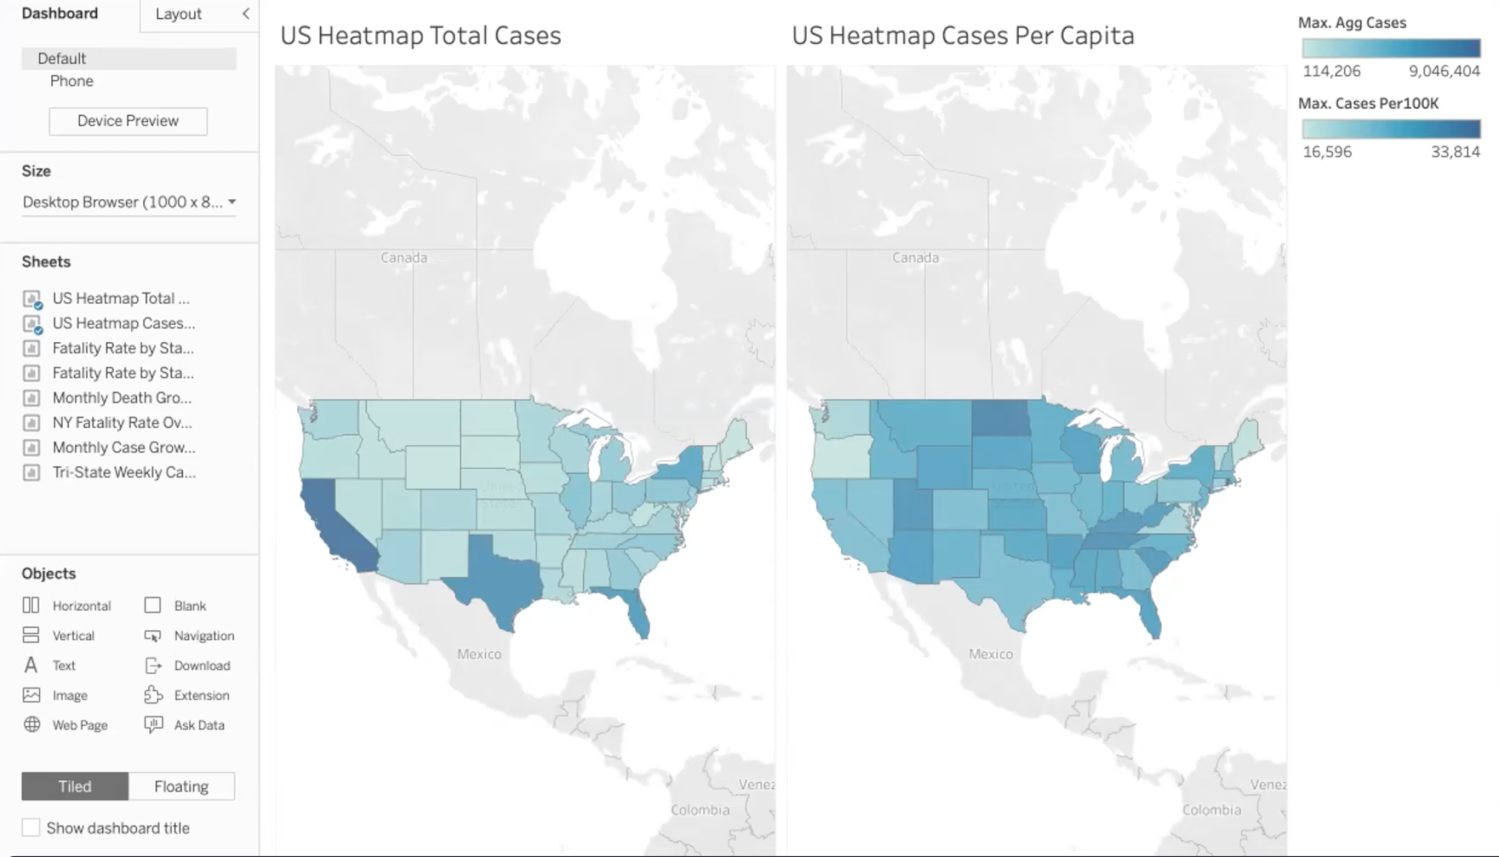 Dashboard
Layout
Default
Phone
Device Preview
Size
Desktop Browser (1000 x 8...
Sheets
US Heatmap Total ...
US Heatmap Cases...
Fatality Rate by Sta...
Fatality Rate by Sta...
Monthly Death Gro...
NY Fatality Rate Ov...
Monthly Case Grow...
Tri-State Weekly Ca...
Objects
Horizontal
Blank
Vertical
Navigation
A Text
Download
Image
Extension
Web Page
Ask Data
Tiled
Floating
Show dashboard title
US Heatmap Total Cases
Canada
United
States
Mexico
Venez
Colombia
US Heatmap Cases Per Capita
Canada
United
States
Mexico
Venez
Colombia
Max. Agg Cases
114,206 9,046,404
Max. Cases Per100K
16,596 33,814